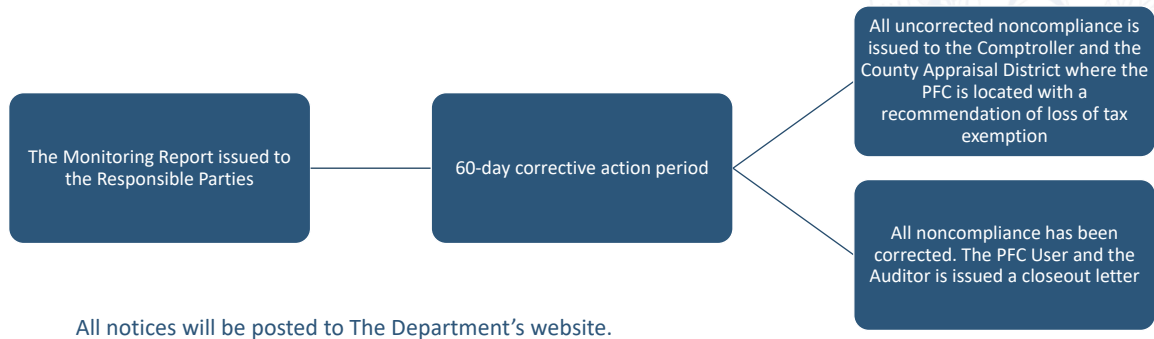 The Monitoring Report issued to
the Responsible Parties
60-day corrective action period
All uncorrected noncompliance is
issued to the Comptroller and the
County Appraisal District where the
PFC is located with a
recommendation of loss of tax
exemption
All noncompliance has been
corrected. The PFC User and the
Auditor is issued a closeout letter
All notices will be posted to The Department’s website.